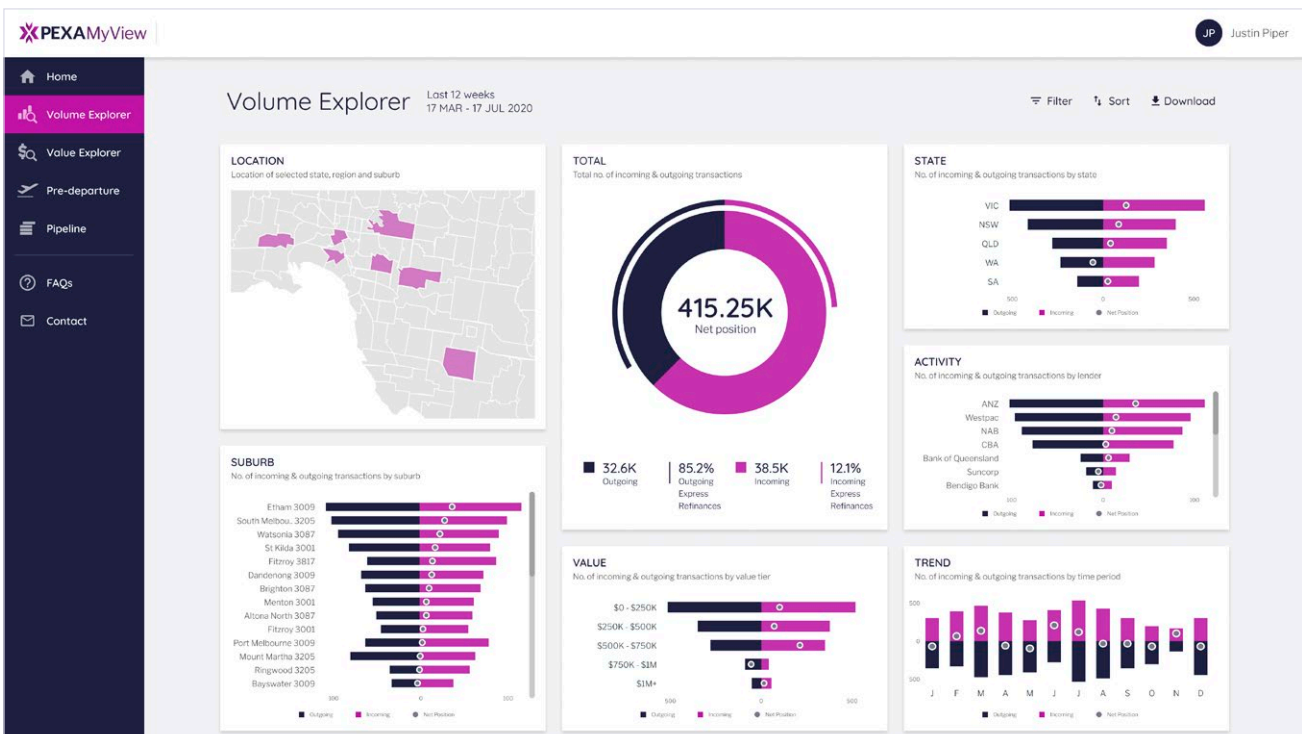 PEXAMyView
JP
Justin Piper
Home
Volume Explorer
Value Explorer
Pre-departure
Pipeline
FAQs
Contact
Volume Explorer
Last 12 weeks
17 MAR - 17 JUL 2020
Filter
Sort
Download
LOCATION
Location of selected state, region and suburb
SUBURB
No. of incoming & outgoing transactions by suburb
Etham 3009
South Melbou.. 3205
Watsonia 3087
St Kilda 3001
Fitzroy 3817
Dandenong 3009
Brighton 3087
Menton 3001
Altona North 3087
Fitzroy 3001
Port Melbourne 3009
Mount Martha 3205
Ringwood 3205
Bayswater 3009
0
Outgoing
Incoming
Net Position
TOTAL
Total no. of incoming & outgoing transactions
415.25K
Net position
32.6K
Outgoing
85.2%
Outgoing
Express
Refinances
38.5K
Incoming
12.1%
Incoming
Express
Refinances
VALUE
No. of incoming & outgoing transactions by value tier
$0 - $250K
$250K - $500K
$500K - $750K
$750K - $1M
$1M+
500 0 500
Outgoing
Incoming
Net Position
STATE
No. of incoming & outgoing transactions by state
VIC
NSW
QLD
WA
SA
500 0 500
Outgoing
Incoming
Net Position
ACTIVITY
No. of incoming & outgoing transactions by lender
ANZ
Westpac
NAB
CBA
Bank of Queensland
Suncorp
Bendigo Bank
0
Outgoing
Incoming
Net Position
TREND
No. of incoming & outgoing transactions by time period
500
0
500
J F M A M J J A S O N D
Outgoing
Incoming
Net Position